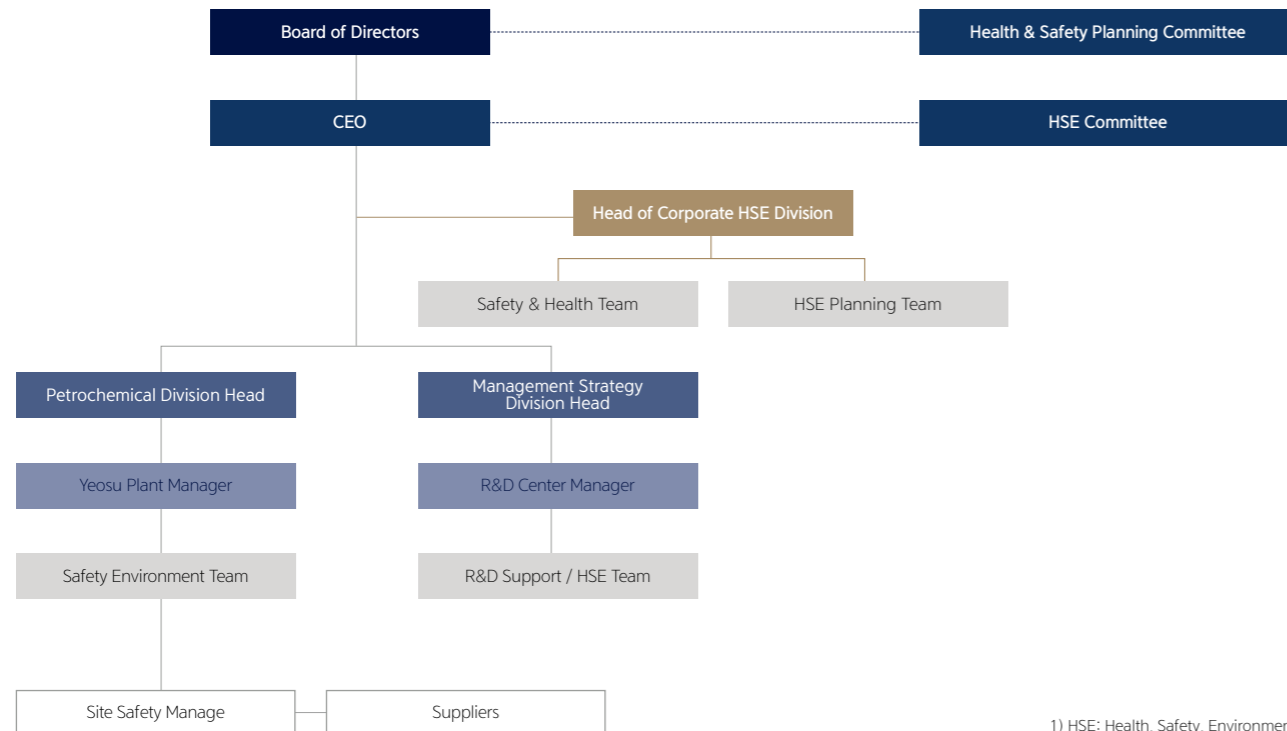 Board of Directors
Health & Safety Planning Committee
CEO
HSE Committee
Head of Corporate HSE Division
Safety & Health Team
HSE Planning Team
Petrochemical Division Head
Management Strategy
Division Head
Yeosu Plant Manager
R&D Center Manager
Safety Environment Team
R&D Support / HSE Team
Site Safety Manage
Suppliers
1) HSE: Health, Safety, Environmen